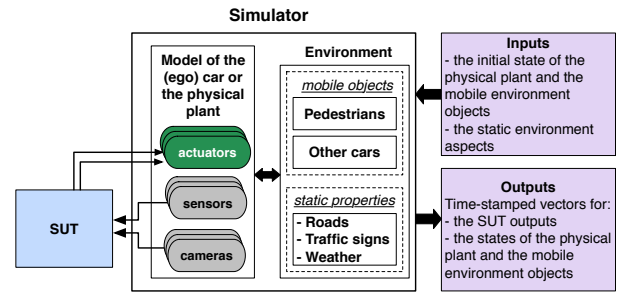 Simulator
Model of the
(ego) car or
the physical
plant
actuators
sensors
cameras
SUT
Environment
mobile objects
Pedestrians
Other cars
static properties
- Roads
- Traffic signs
- Weather
Inputs
- the initial state of the
physical plant and the
mobile environment
objects
- the static environment
aspects
Outputs
Time-stamped vectors for:
- the SUT outputs
- the states of the physical
plant and the mobile
environment objects